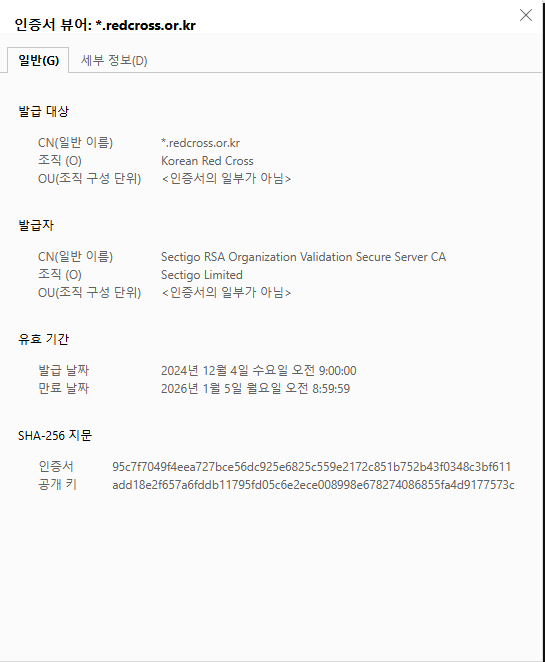 인증서 뷰어: *.redcross.or.kr
일반(G) 세부 정보(D)
발급 대상
CN(일반 이름) *.redcross.or.kr
조직 (O) Korean Red Cross
OU(조직 구성 단위) <인증서의 일부가 아님>
발급자
CN(일반 이름) Sectigo RSA Organization Validation Secure Server CA
조직 (O) Sectigo Limited
OU(조직 구성 단위) <인증서의 일부가 아님>
유효 기간
발급 날짜 2024년 12월 4일 수요일 오전 9:00:00
만료 날짜 2026년 1월 5일 월요일 오전 8:59:59
SHA-256 지문
인증서 95c7f7049f4eea727bce56dc925e6825c559e2172c851b752b43f0348c3bf611
공개 키 add18e2f657a6fddb11795fd05c6e2ece008998e678274086855fa4d9177573c